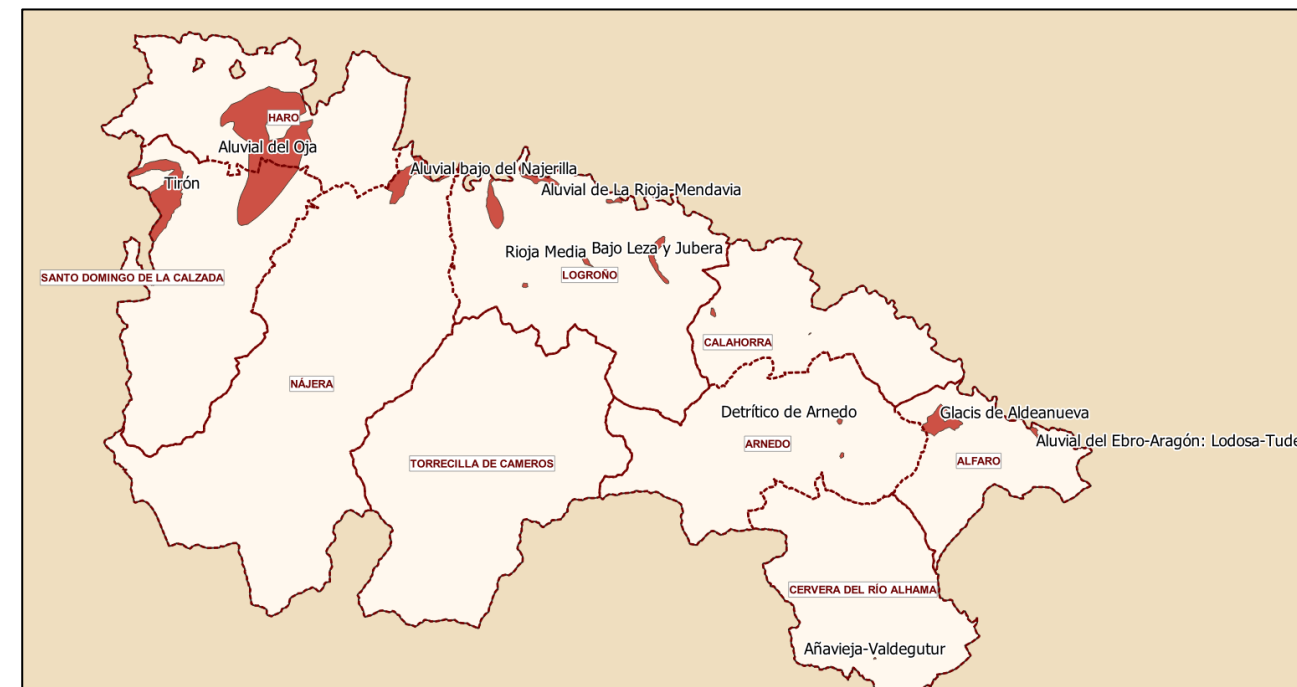 HARO
Aluvial del Oja
Aluvial bajo del Najerilla
Tirón
Aluvial de La Rioja-Mendavia
Rioja Media
Bajo Leza y Jubera
SANTO DOMINGO DE LA CALZADA
LOGROÑO
CALAHORRA
NÁJERA
Detrítico de Arnedo
Glacis de Aldeanueva
ARNEDO
Aluvial del Ebro-Aragón: Lodosa-Tude
TORRECILLA DE CAMEROS
ALFARO
CERVERA DEL RÍO ALHAMA
Añavieja-Valdegutur